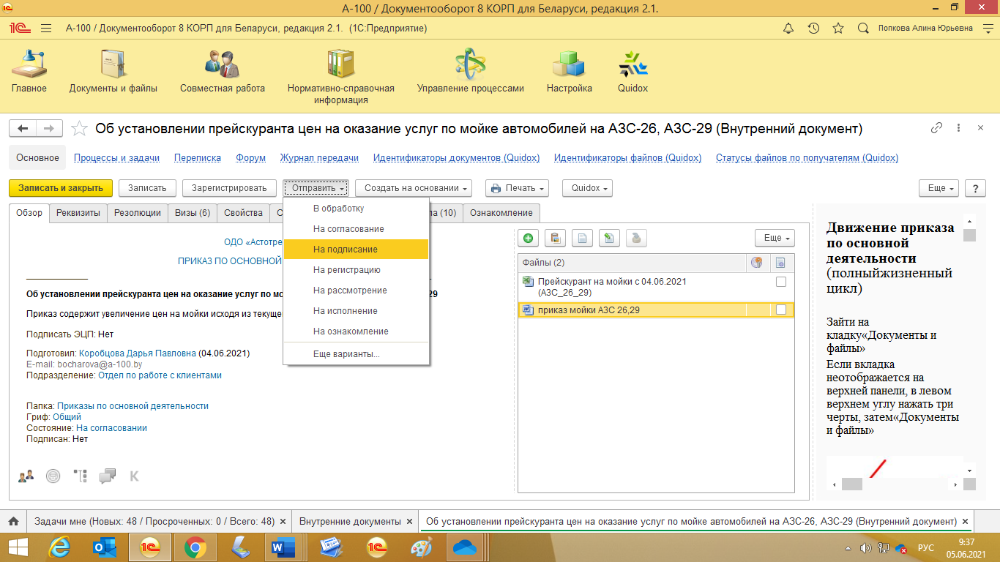 А-100 / Документооборот 8 КОРП для Беларуси, редакция 2.1.
А-100 / Документооборот 8 КОРП для Беларуси, редакция 2.1. (1С:Предприятие)
Попкова Алина Юрьевна
Главное
Документы и файлы
Совместная работа
Нормативно-справочная
информация
Управление процессами
Настройка
Quidox
Об установлении прейскуранта цен на оказание услуг по мойке автомобилей на АЗС-26, АЗС-29 (Внутренний документ)
Основное Процессы и задачи Переписка Форум Журнал передачи Идентификаторы документов (Quidox) Идентификаторы файлов (Quidox) Статусы файлов по получателям (Quidox)
Записать и закрыть Записать Зарегистрировать Отправить Создать на основании Печать Quidox Еще ?
Обзор Реквизиты Резолюции Визы (6) Свойства С ла (10) Ознакомление
В обработку
На согласование
На подписание
На регистрацию
На рассмотрение
На исполнение
На ознакомление
Еще варианты...
ОДО «Астотре
ПРИКАЗ ПО ОСНОВНОЙ
Об установлении прейскуранта цен на оказание услуг по мо 29
Приказ содержит увеличение цен на мойки исходя из текуще
Подписать ЭЦП: Нет
Подготовил: Коробцова Дарья Павловна (04.06.2021)
E-mail: bocharova@a-100.by
Подразделение: Отдел по работе с клиентами
Папка: Приказы по основной деятельности
Гриф: Общий
Состояние: На согласовании
Подписан: Нет
К
Еще
Файлы (2)
Прейскурант на мойки с 04.06.2021
(АЗС_26_29)
приказ мойки АЗС 26,29
Движение приказа
по основной
деятельности
(полныйжизненный
цикл)
Зайти на
кладку«Документы и
файлы»
Если вкладка
неотображается на
верхней панели, в левом
верхнем углу нажать три
черты, затем«Документы
и файлы»
Задачи мне (Новых: 48 / Просроченных: 0 / Всего: 48) Внутренние документы Об установлении прейскуранта цен на оказание услуг по мойке автомобилей на АЗС-26, АЗС-29 (Внутренний документ)
РУС
9:37
05.06.2021